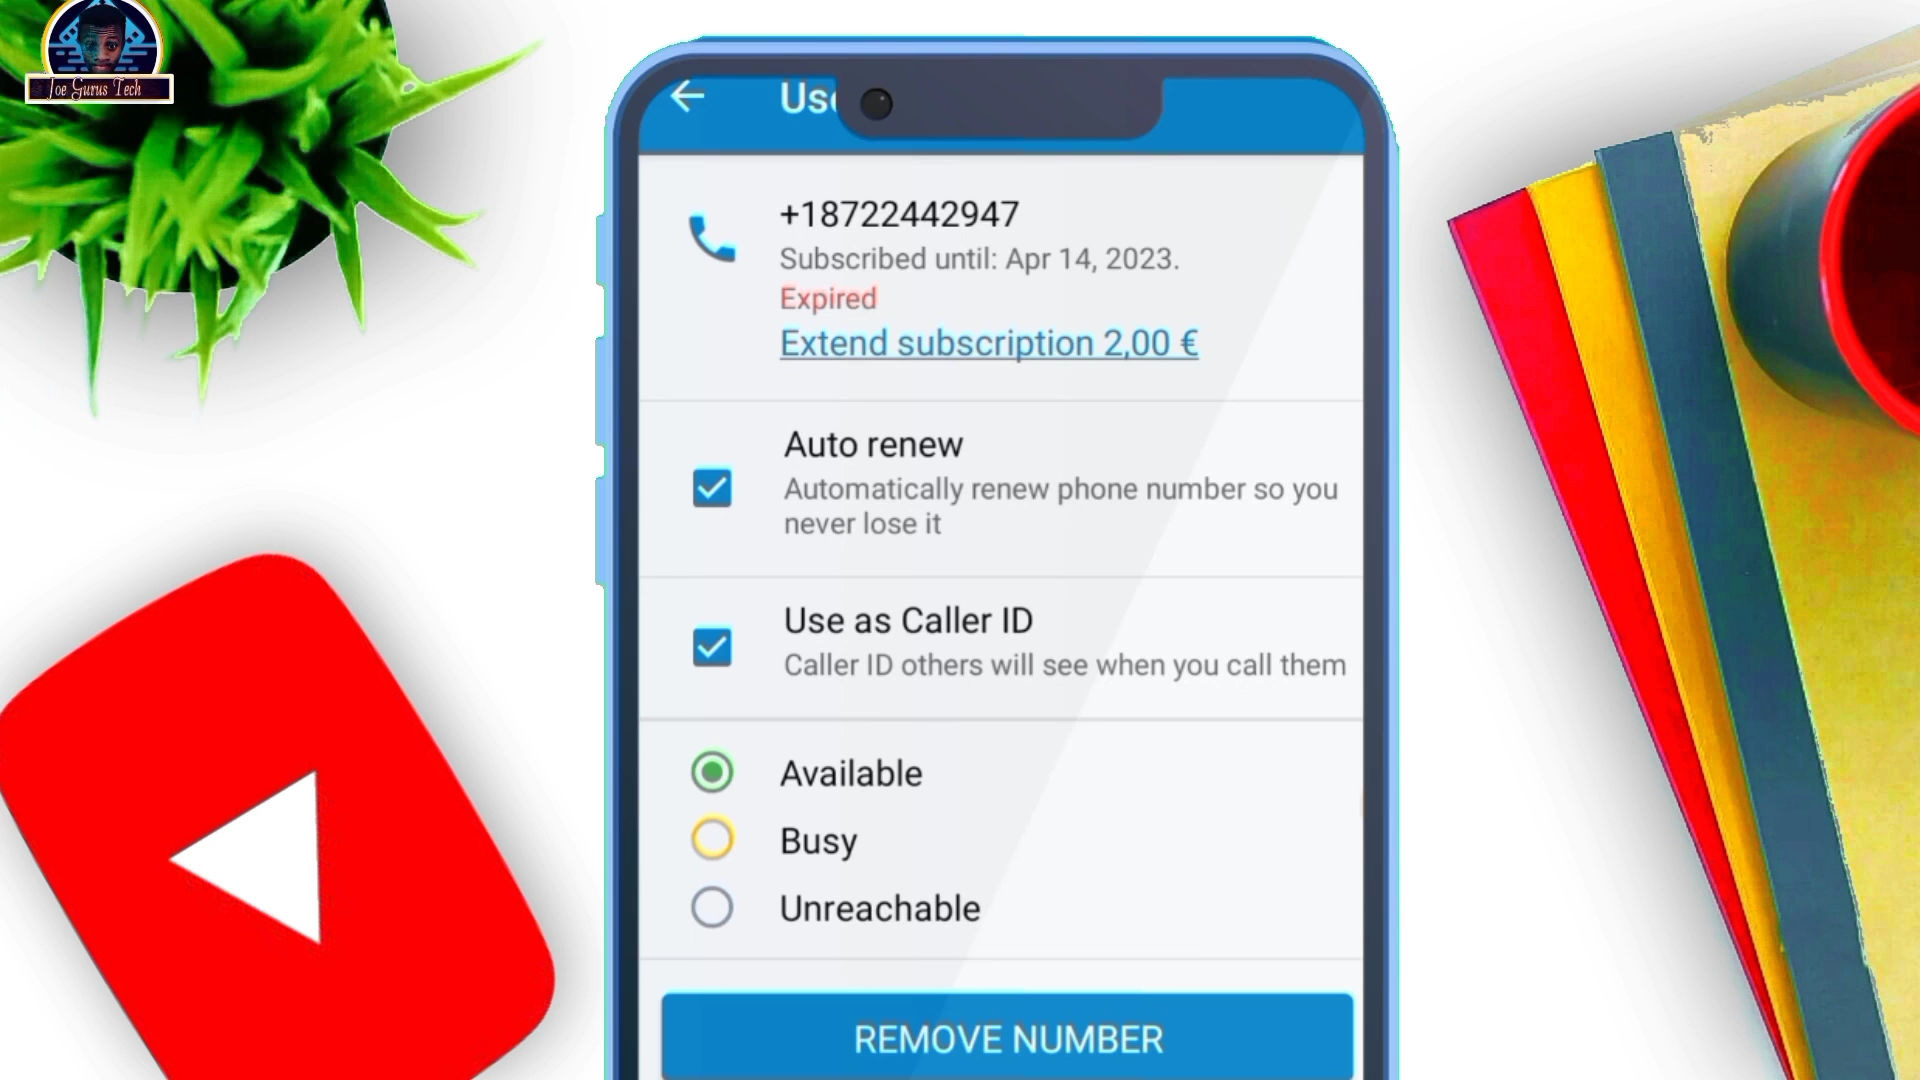 Joe Gurus Tech
+18722442947
Subscribed until: Apr 14, 2023.
Expired
Extend subscription 2,00 €
Auto renew
Automatically renew phone number so you
never lose it
Use as Caller ID
Caller ID others will see when you call them
Available
Busy
Unreachable
REMOVE NUMBER